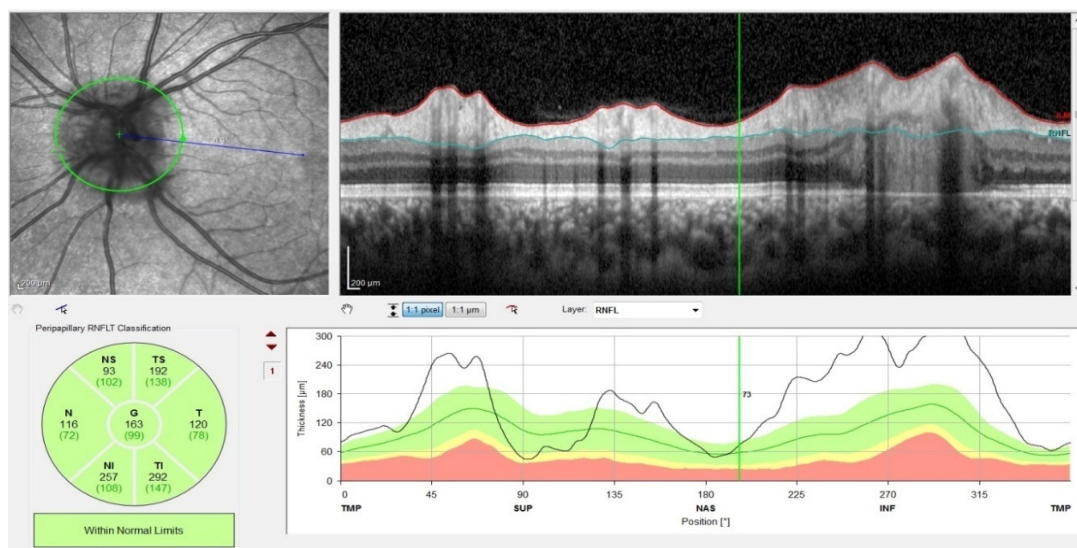 200 µm
200 µm
RNFL
1:1 pixel
1:1 µm
Layer:
RNFL
Peripapillary RNFLT Classification
NS
93
(102)
TS
192
(138)
N
116
(72)
G
163
(99)
T
120
(78)
NI
257
(108)
TI
292
(147)
Within Normal Limits
1
Thickness [µm]
300
240
180
120
60
0
73
0
45
90
135
180
225
270
315
TMP
SUP
NAS
INF
TMP
Position [°]